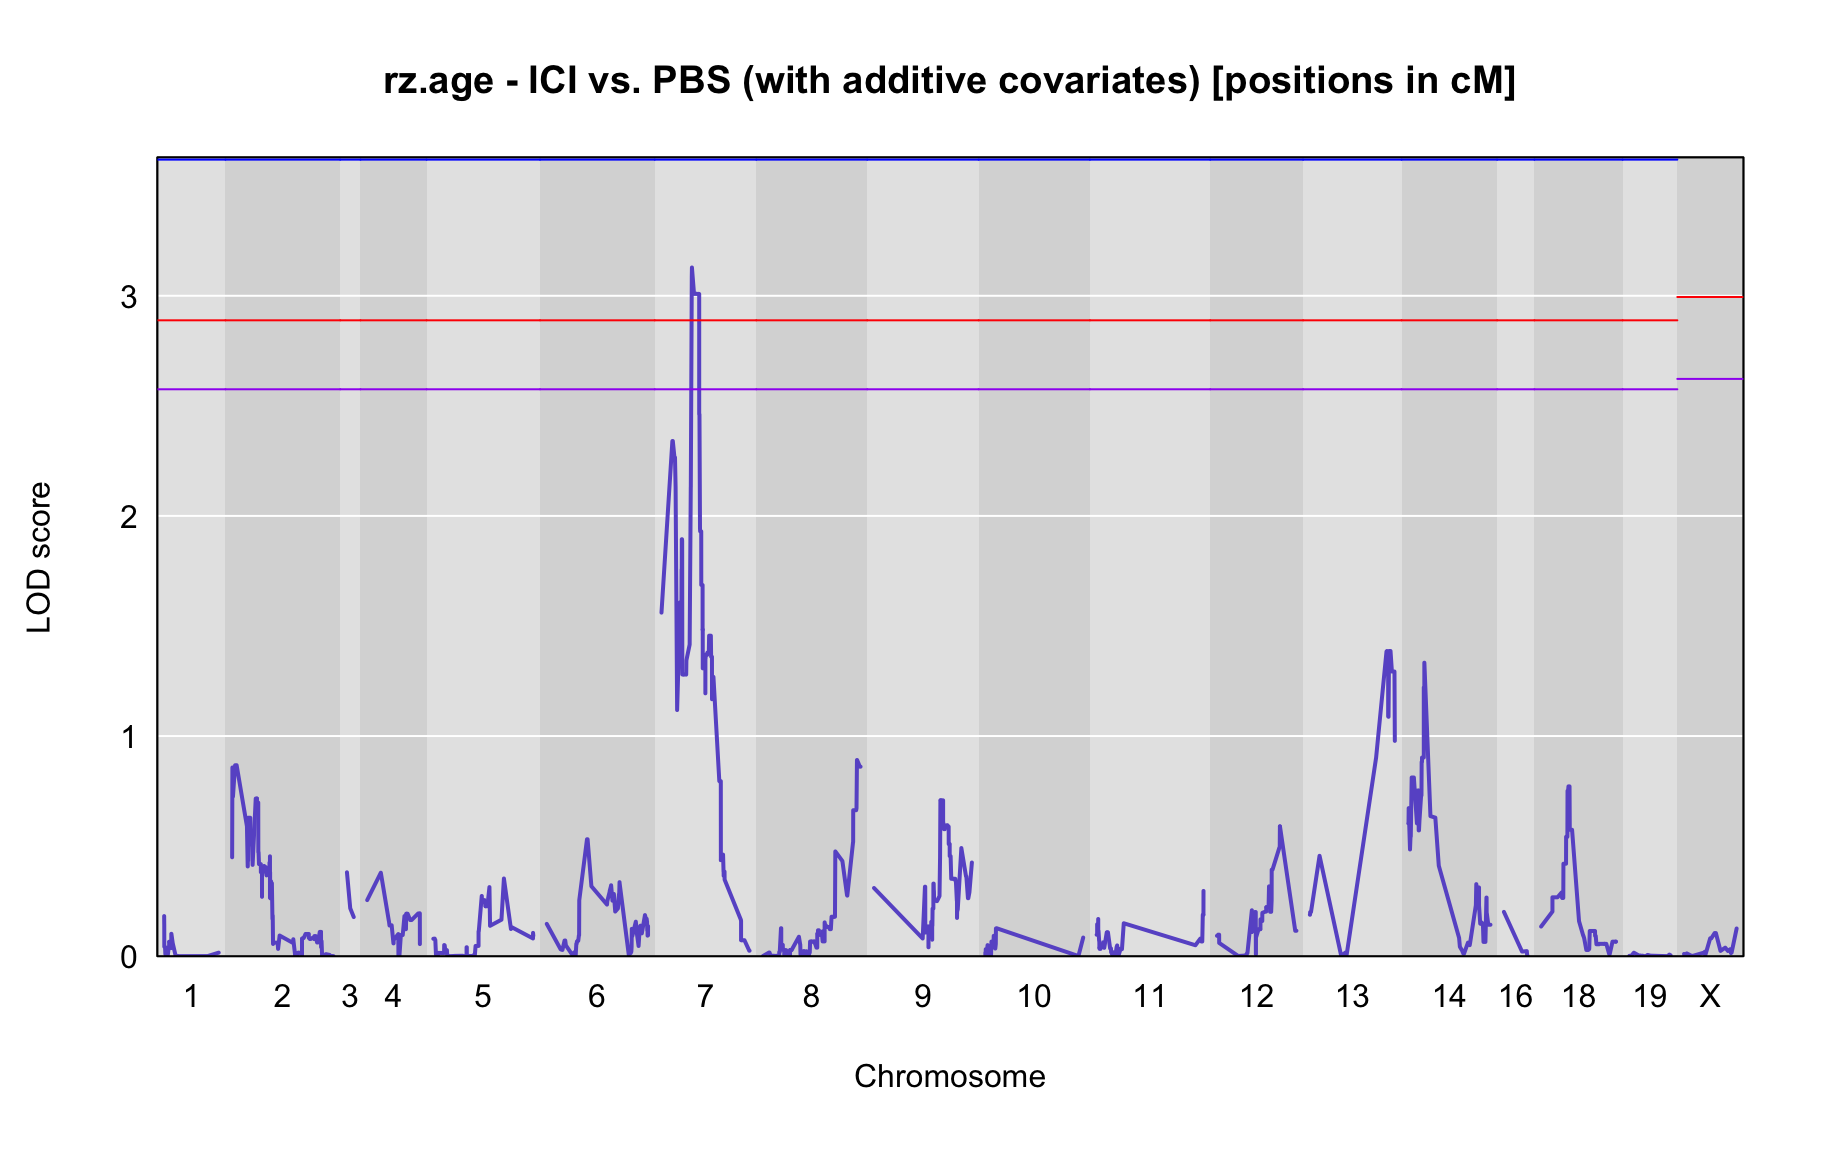 rz.age - ICI vs. PBS (with additive covariates) [positions in cM]
LOD score
3
2
1
0
1 2 3 4 5 6 7 8 9 10 11 12 13 14 16 18 19 X
Chromosome